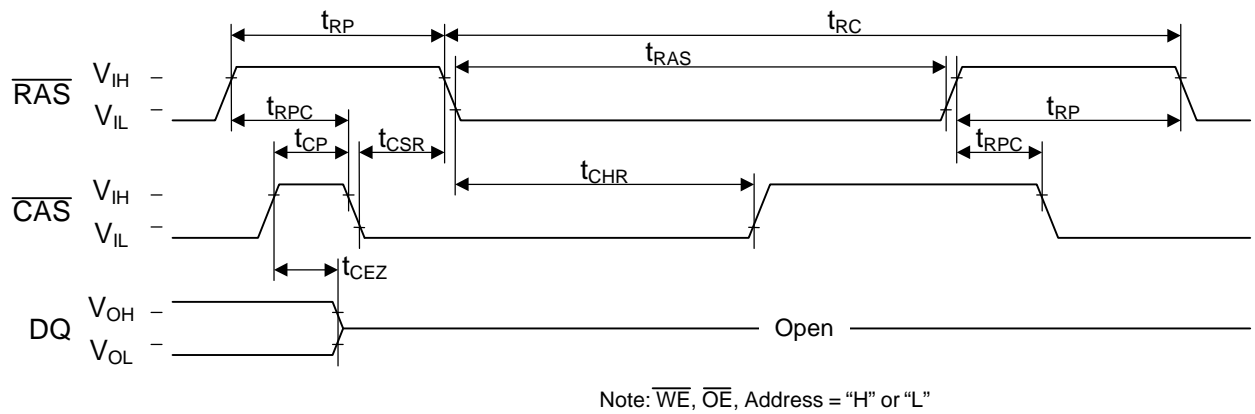 tRP
tRC
tRAS
RAS
VIH
VIL
tRPC
tRP
tCP
tCSR
tRPC
tCHR
CAS
VIH
VIL
tCEZ
DQ
VOH
VOL
Open
Note: WE, OE, Address = “H” or “L”